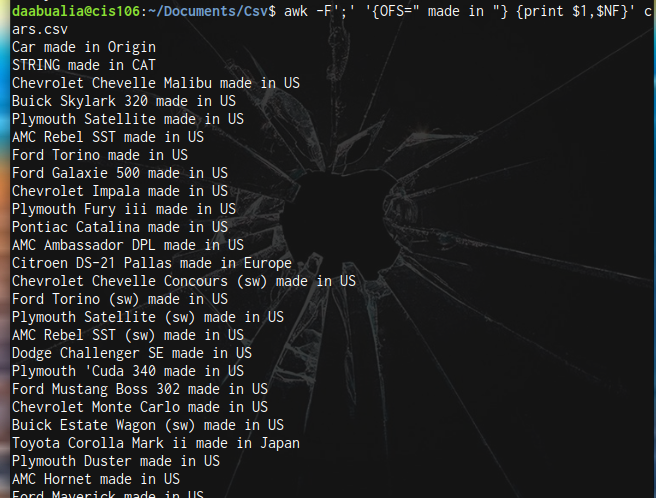 daabualia@cis106:~/Documents/Csv$ awk -F';' '{OFS=" made in "} {print $1,$NF}' c
ars.csv
Car made in Origin
STRING made in CAT
Chevrolet Chevelle Malibu made in US
Buick Skylark 320 made in US
Plymouth Satellite made in US
AMC Rebel SST made in US
Ford Torino made in US
Ford Galaxie 500 made in US
Chevrolet Impala made in US
Plymouth Fury iii made in US
Pontiac Catalina made in US
AMC Ambassador DPL made in US
Citroen DS-21 Pallas made in Europe
Chevrolet Chevelle Concours (sw) made in US
Ford Torino (sw) made in US
Plymouth Satellite (sw) made in US
AMC Rebel SST (sw) made in US
Dodge Challenger SE made in US
Plymouth 'Cuda 340 made in US
Ford Mustang Boss 302 made in US
Chevrolet Monte Carlo made in US
Buick Estate Wagon (sw) made in US
Toyota Corolla Mark ii made in Japan
Plymouth Duster made in US
AMC Hornet made in US
Ford Maverick made in US